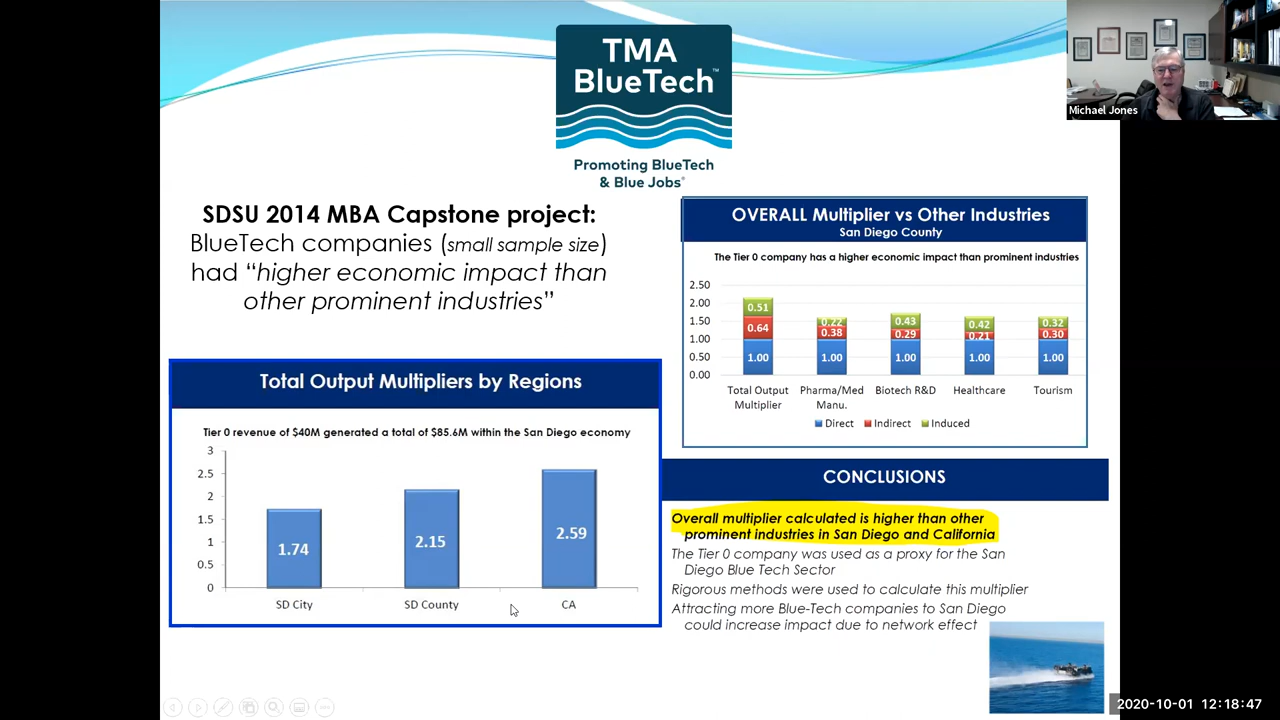 TMA
BlueTech™
Promoting BlueTech
& Blue Jobs®
Michael Jones
SDSU 2014 MBA Capstone project:
BlueTech companies (small sample size)
had “higher economic impact than
other prominent industries”
OVERALL Multiplier vs Other Industries
San Diego County
The Tier 0 company has a higher economic impact than prominent industries
2.50
2.00
1.50
1.00
0.50
0.00
0.51
0.64
1.00
0.22
0.38
1.00
0.43
0.29
1.00
0.42
0.21
1.00
0.32
0.30
1.00
Total Output
Multiplier
Pharma/Med
Manu.
Biotech R&D
Healthcare
Tourism
Direct Indirect Induced
Total Output Multipliers by Regions
Tier 0 revenue of $40M generated a total of $85.6M within the San Diego economy
3
2.5
2
1.5
1
0.5
0
1.74
2.15
2.59
SD City SD County CA
CONCLUSIONS
Overall multiplier calculated is higher than other
prominent industries in San Diego and California
The Tier 0 company was used as a proxy for the San
Diego Blue Tech Sector
Rigorous methods were used to calculate this multiplier
Attracting more Blue-Tech companies to San Diego
could increase impact due to network effect
2020-10-01 12:18:47